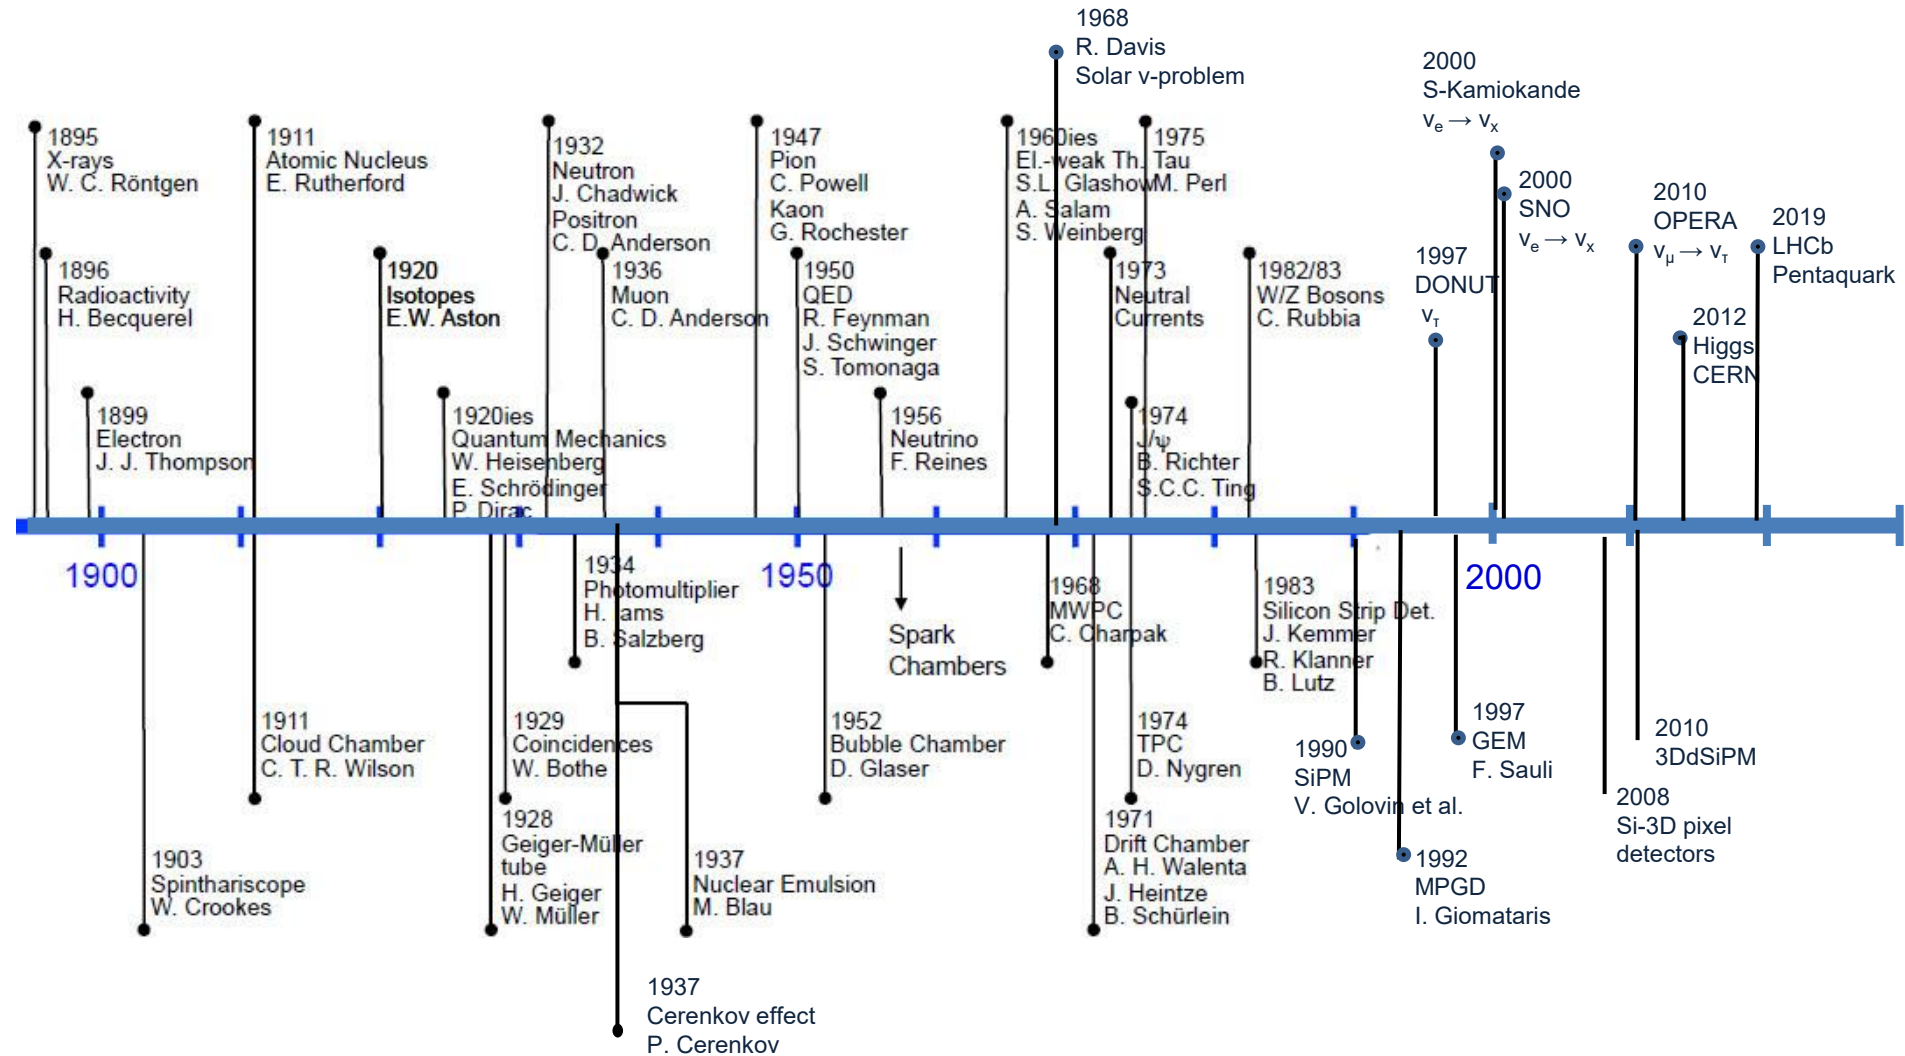 1968
R. Davis
Solar ν-problem
2000
S-Kamiokande
νe → νx
1895
X-rays
W. C. Röntgen
1911
Atomic Nucleus
E. Rutherford
1932
Neutron
J. Chadwick
Positron
C. D. Anderson
1947
Pion
C. Powell
Kaon
G. Rochester
1960ies
El.-weak Th.
S.L. Glashow
A. Salam
S. Weinberg
1975
Tau
M. Perl
2000
SNO
νe → νx
2010
OPERA
νμ → ντ
2019
LHCb
Pentaquark
1896
Radioactivity
H. Becquerel
1920
Isotopes
E.W. Aston
1936
Muon
C. D. Anderson
1950
QED
R. Feynman
J. Schwinger
S. Tomonaga
1973
Neutral
Currents
1982/83
W/Z Bosons
C. Rubbia
1997
DONUT
ντ
2012
Higgs
CERN
1899
Electron
J. J. Thompson
1920ies
Quantum Mechanics
W. Heisenberg
E. Schrödinger
P. Dirac
1956
Neutrino
F. Reines
1974
J/ψ
B. Richter
S.C.C. Ting
1900
1950
2000
1934
Photomultiplier
H. Iams
B. Salzberg
Spark
Chambers
1968
MWPC
C. Charpak
1983
Silicon Strip Det.
J. Kemmer
R. Klanner
B. Lutz
1911
Cloud Chamber
C. T. R. Wilson
1929
Coincidences
W. Bothe
1952
Bubble Chamber
D. Glaser
1974
TPC
D. Nygren
1990
SiPM
V. Golovin et al.
1997
GEM
F. Sauli
2010
3DdSiPM
2008
Si-3D pixel
detectors
1903
Spinthariscope
W. Crookes
1928
Geiger-Müller
tube
H. Geiger
W. Müller
1937
Nuclear Emulsion
M. Blau
1971
Drift Chamber
A. H. Walenta
J. Heintze
B. Schürlein
1992
MPGD
I. Giomataris
1937
Cerenkov effect
P. Cerenkov